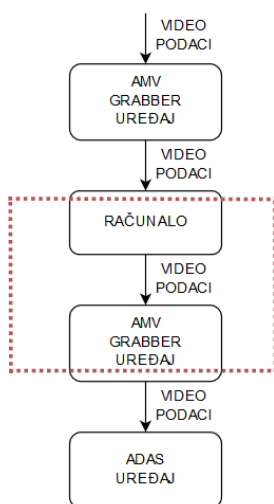 VIDEO
PODACI
AMV
GRABBER
UREĐAJ
VIDEO
PODACI
RAČUNALO
VIDEO
PODACI
AMV
GRABBER
UREĐAJ
VIDEO
PODACI
ADAS
UREĐAJ